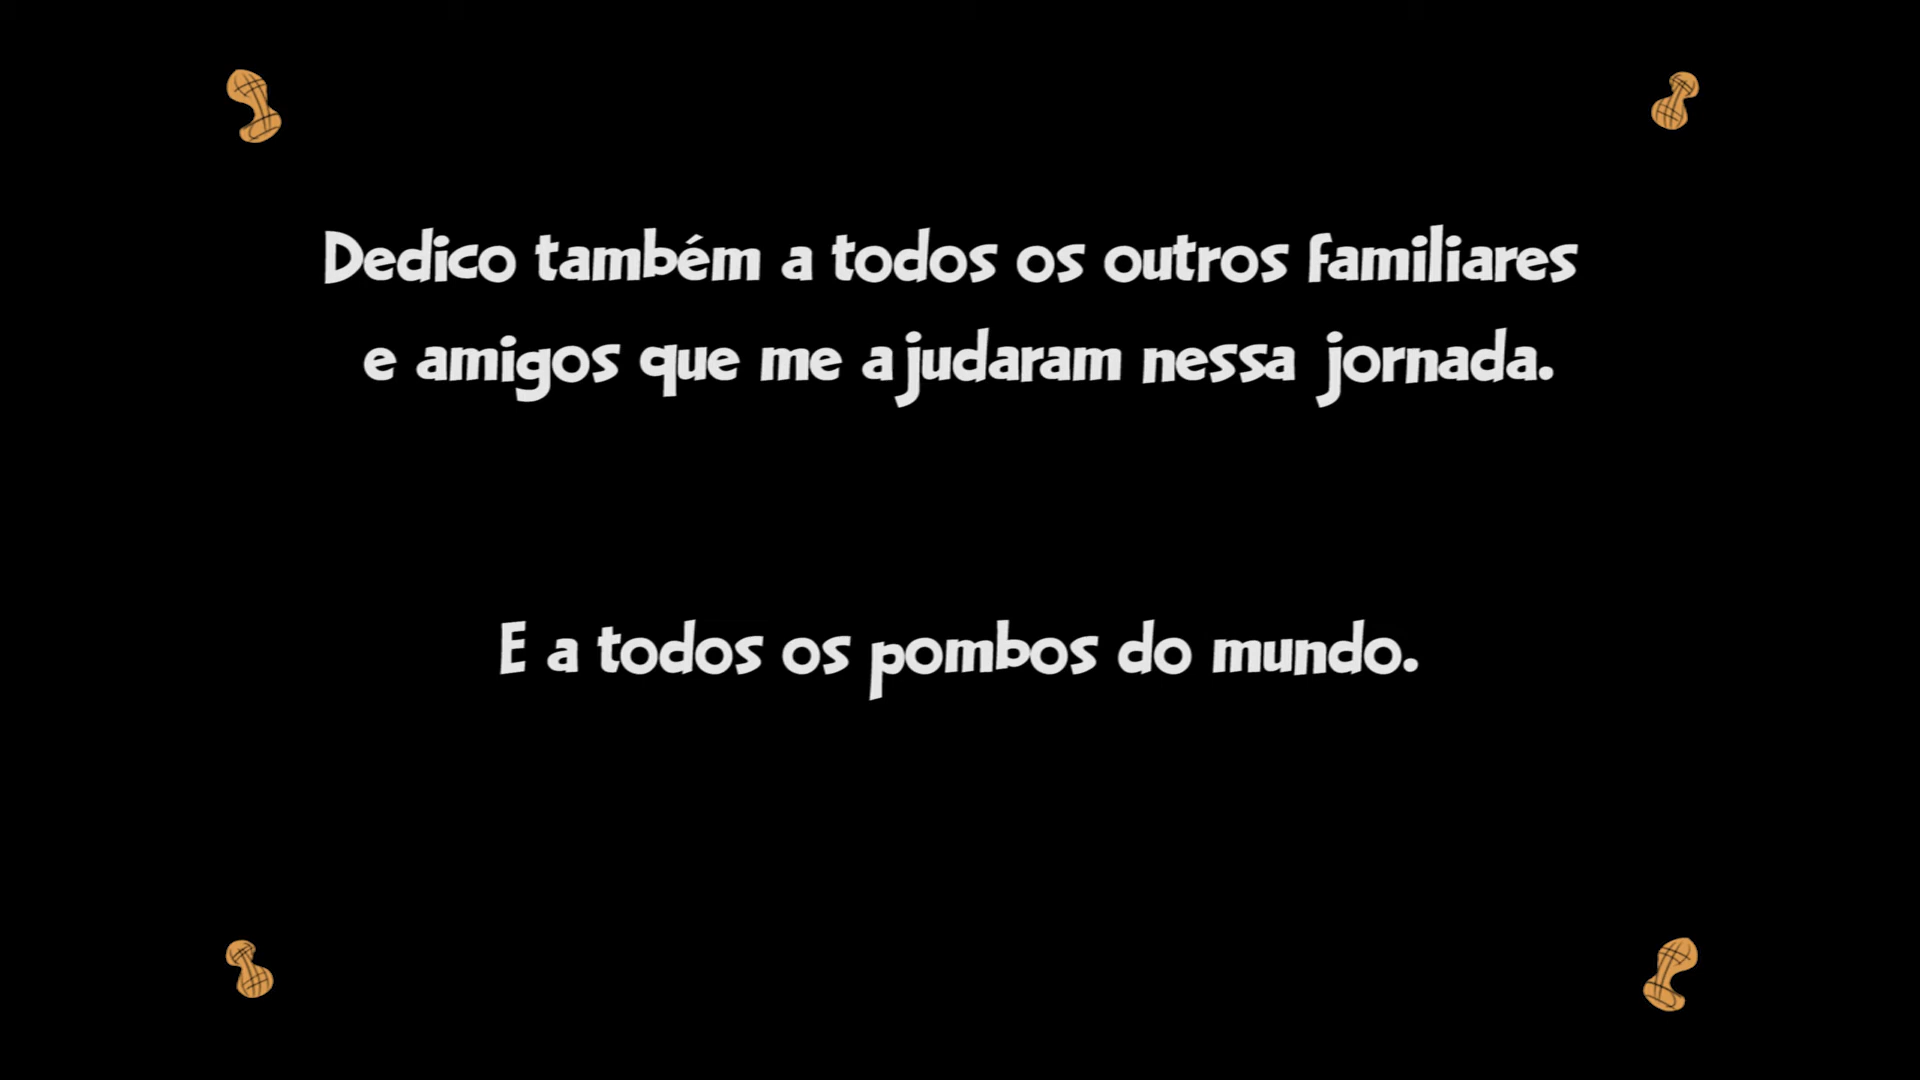 Dedico também a todos os outros familiares
e amigos que me ajudaram nessa jornada.
E a todos os pombos do mundo.